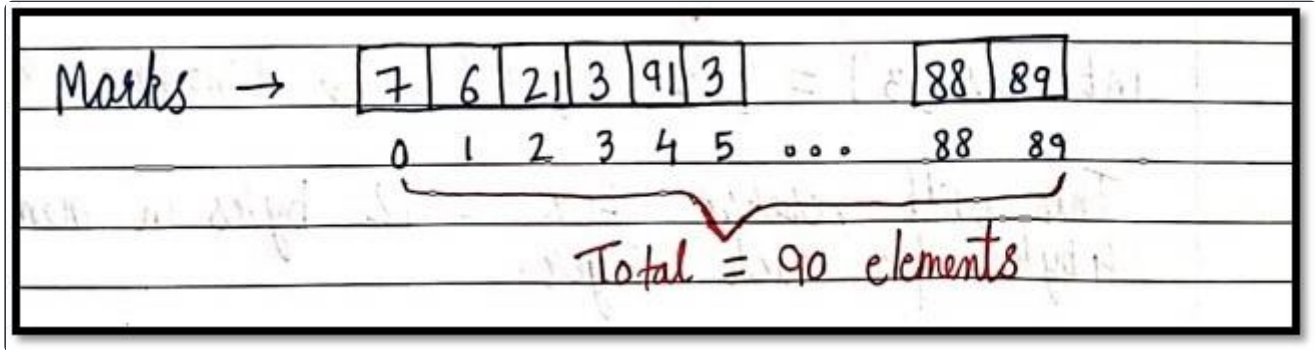 Marks → 7 6 21 3 91 3 88 89
0 1 2 3 4 5 ... 88 89
Total = 90 elements